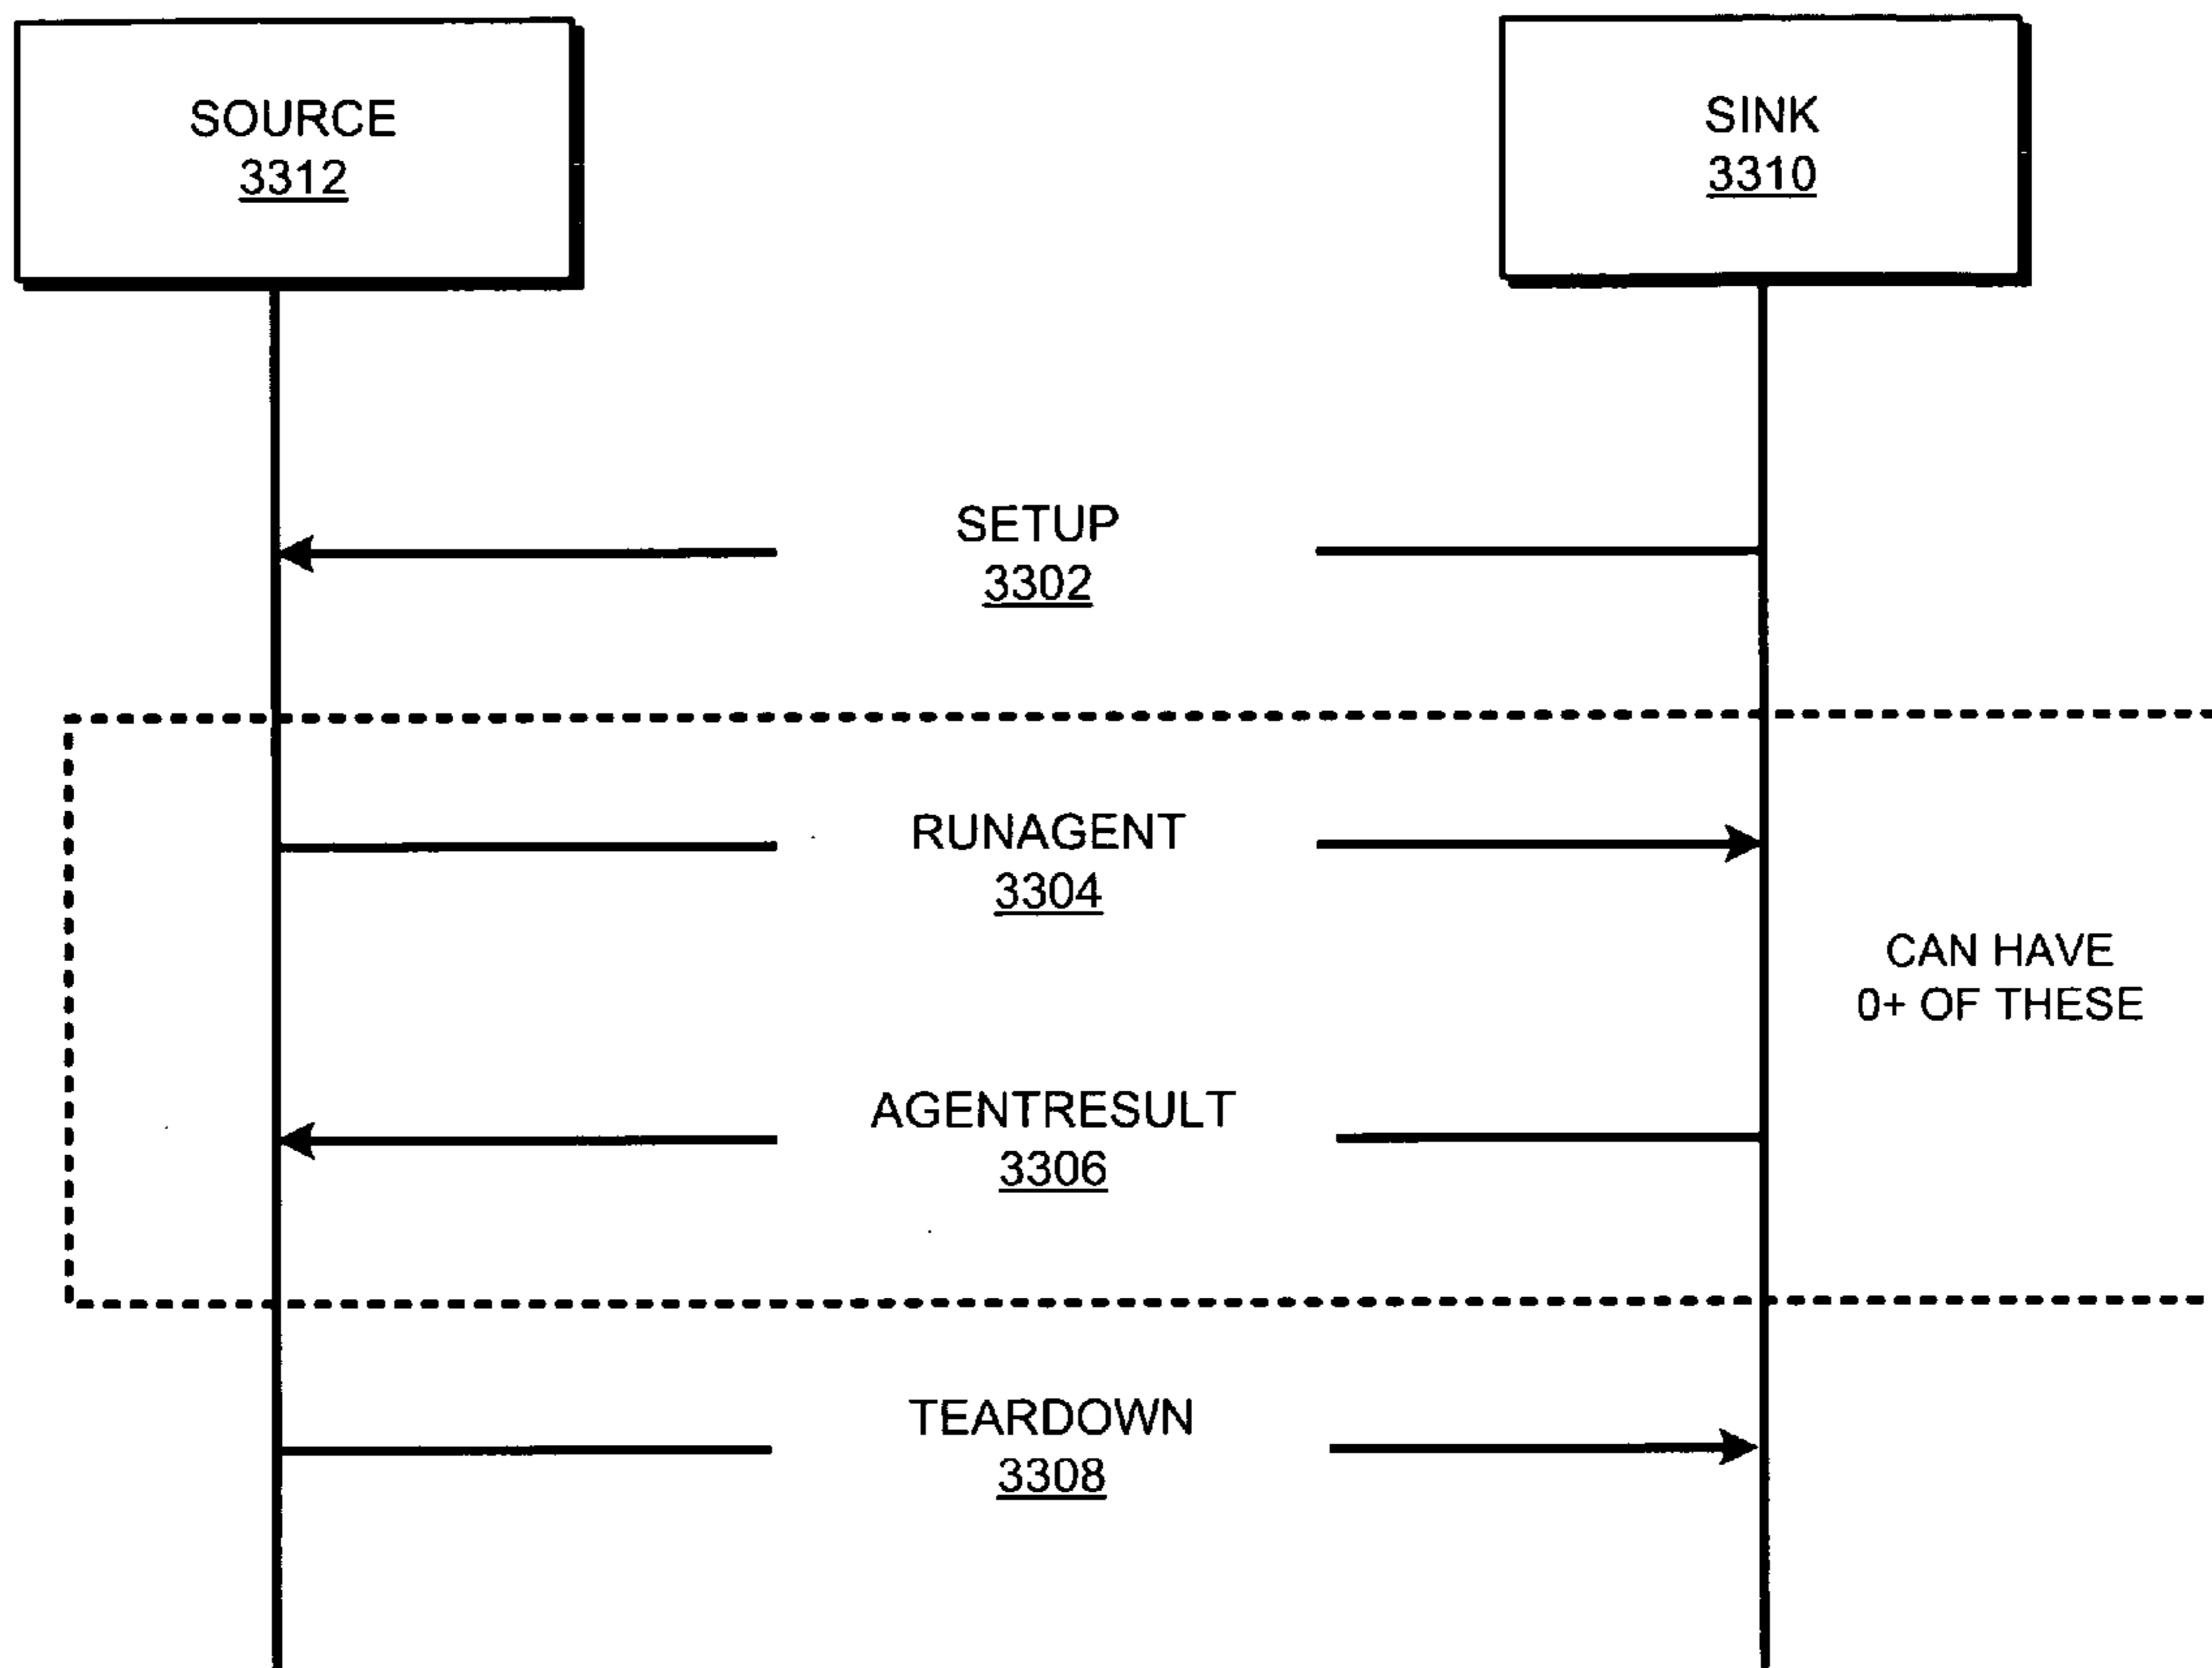 SOURCE
3312
SINK
3310
SETUP
3302
RUNAGENT
3304
CAN HAVE
0+ OF THESE
AGENTRESULT
3306
TEARDOWN
3308